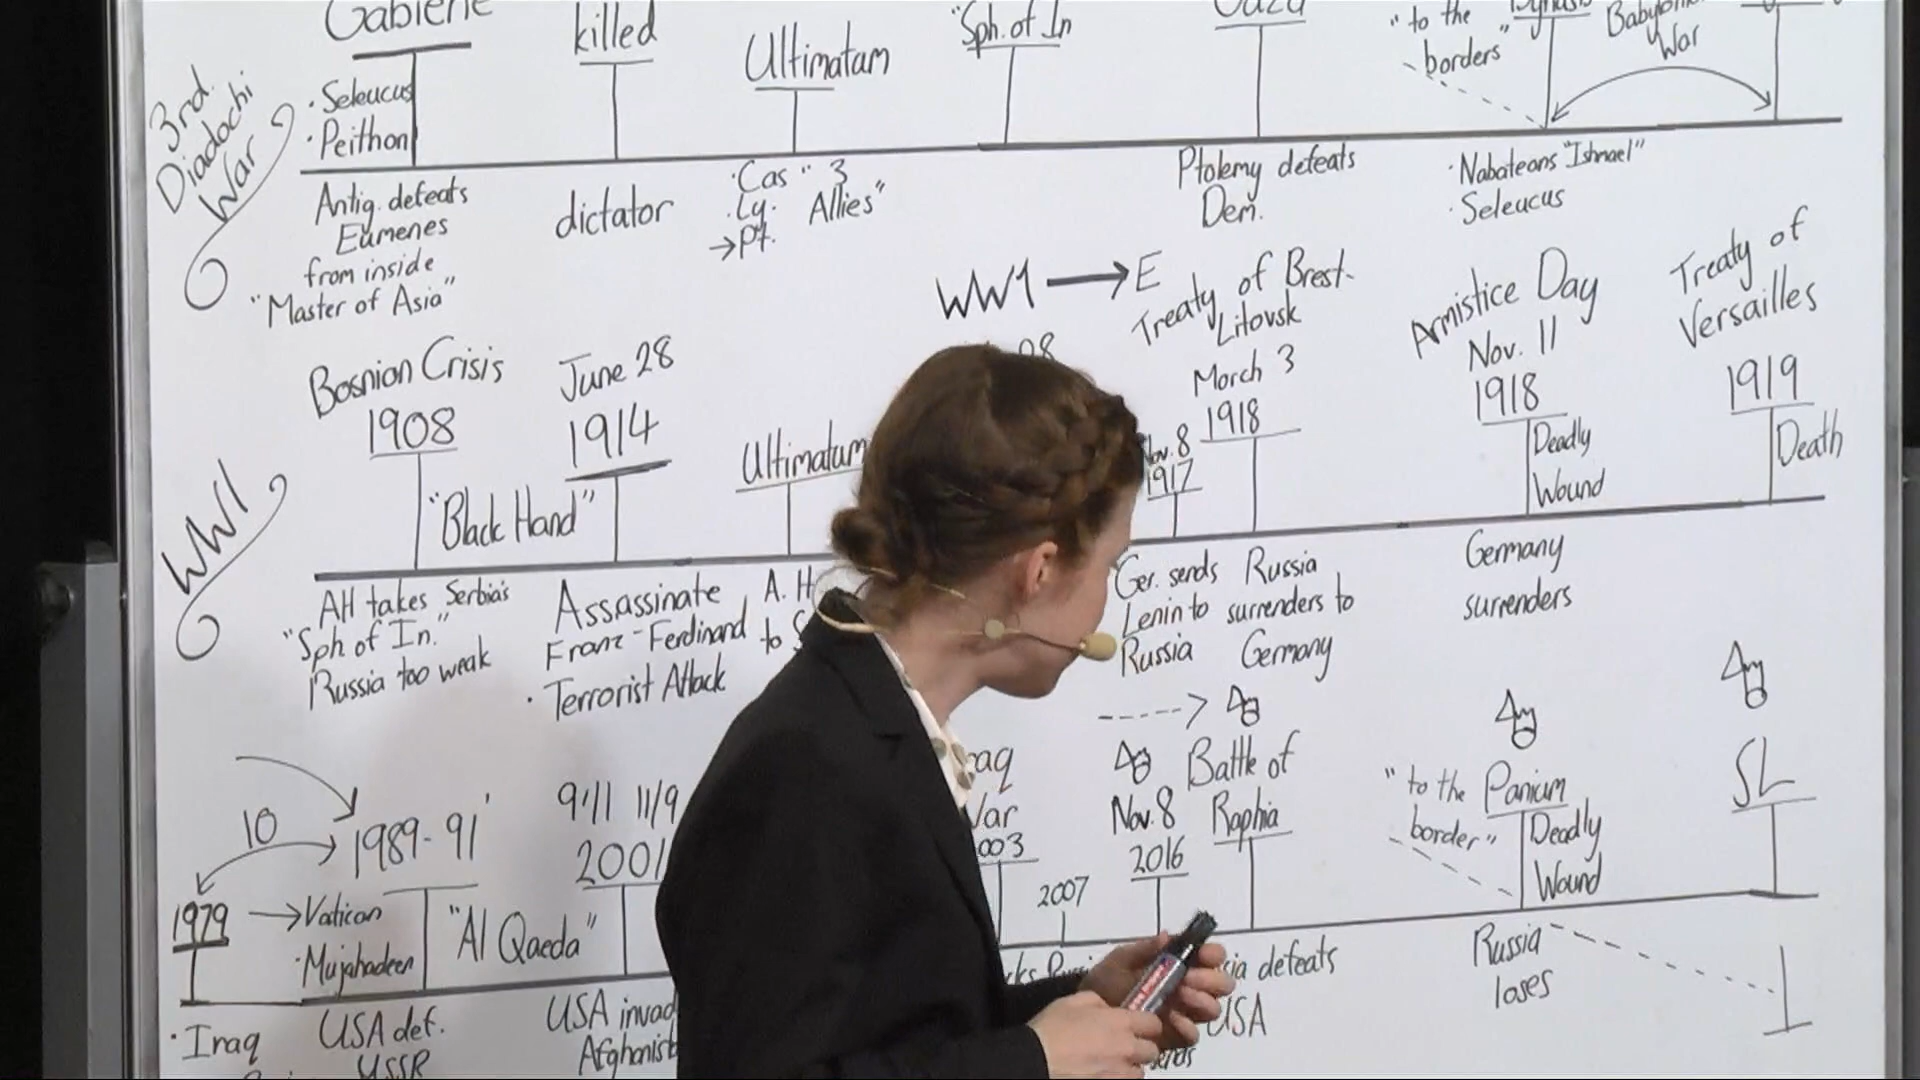 Gabiene
killed
Ultimatam
"Sph. of In
Gaza
"to the
borders"
Babylonian
War
3rd.
Diadochi
War
· Seleucus
· Peithon
Antig. defeats
Eumenes
from inside
"Master of Asia"
dictator
· Cas " 3
· Ly. Allies"
→ Pt.
Ptolemy defeats
Dem.
· Nabateans "Ishmael"
· Seleucus
WW1 → E
WW1
Bosnian Crisis
1908
"Black Hand"
June 28
1914
Ultimatum
Nov. 8
1917
Treaty of Brest-
Litovsk
March 3
1918
Armistice Day
Nov. 11
1918
Deadly
Wound
Treaty of
Versailles
1919
Death
AH takes Serbia's
"Sph of In."
Russia too weak
Assassinate
Franz-Ferdinand
· Terrorist Attack
A. H
to S
Ger. sends
Lenin to
Russia
Russia
surrenders to
Germany
Germany
surrenders
10
1979
→ Vatican
· Mujahadeen
1989-91'
"Al Qaeda"
9/11 11/9
2001
aq
War
2003
2007
Nov. 8
2016
Battle of
Raphia
"to the
border"
Panium
Deadly
Wound
SL
· Iraq
USA def.
USSR
USA invad
Afghanist
ia defeats
USA
Russia
loses